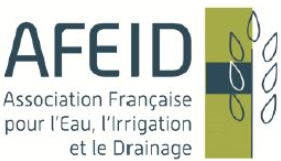 AFEID
Association Française
pour l'Eau, l'Irrigation
et le Drainage